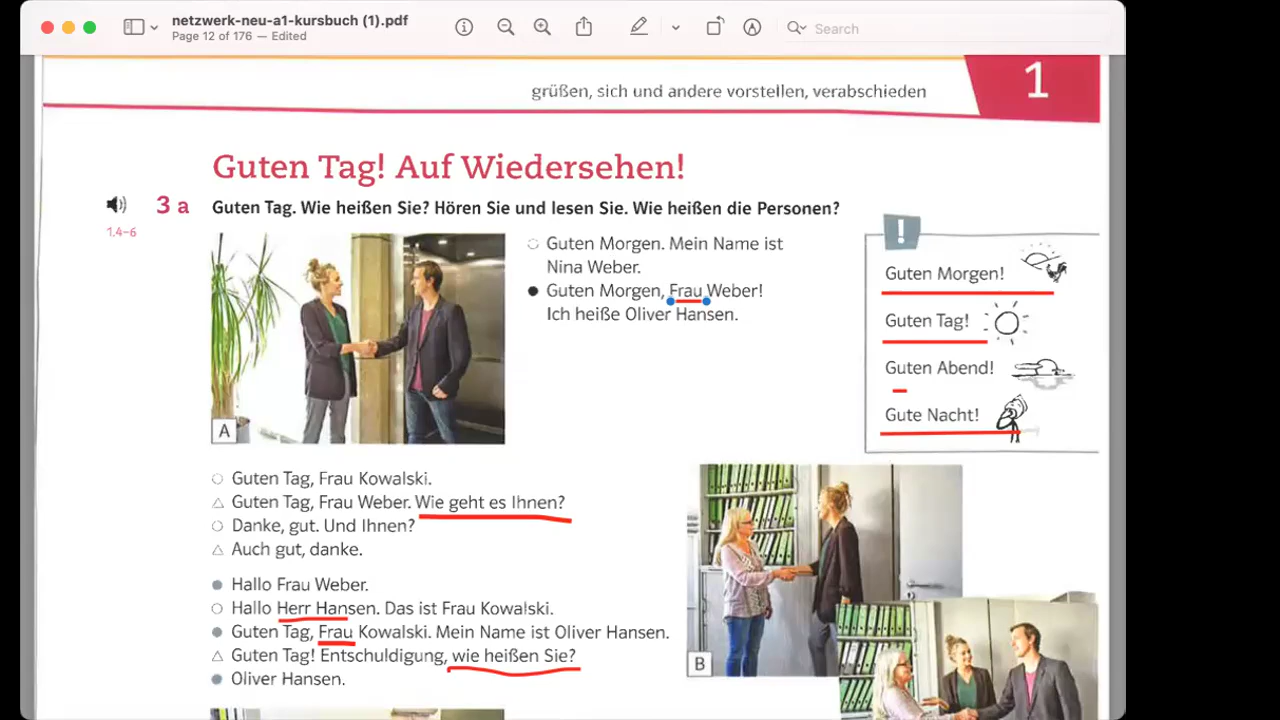 netzwerk-neu-a1-kursbuch (1).pdf
Page 12 of 176 — Edited
Search
grüßen, sich und andere vorstellen, verabschieden
1
Guten Tag! Auf Wiedersehen!
1.4–6
3 a
Guten Tag. Wie heißen Sie? Hören Sie und lesen Sie. Wie heißen die Personen?
Guten Morgen. Mein Name ist
Nina Weber.
Guten Morgen, Frau Weber!
Ich heiße Oliver Hansen.
!
Guten Morgen!
Guten Tag!
Guten Abend!
Gute Nacht!
A
Guten Tag, Frau Kowalski.
Guten Tag, Frau Weber. Wie geht es Ihnen?
Danke, gut. Und Ihnen?
Auch gut, danke.
Hallo Frau Weber.
Hallo Herr Hansen. Das ist Frau Kowalski.
Guten Tag, Frau Kowalski. Mein Name ist Oliver Hansen.
Guten Tag! Entschuldigung, wie heißen Sie?
Oliver Hansen.
B